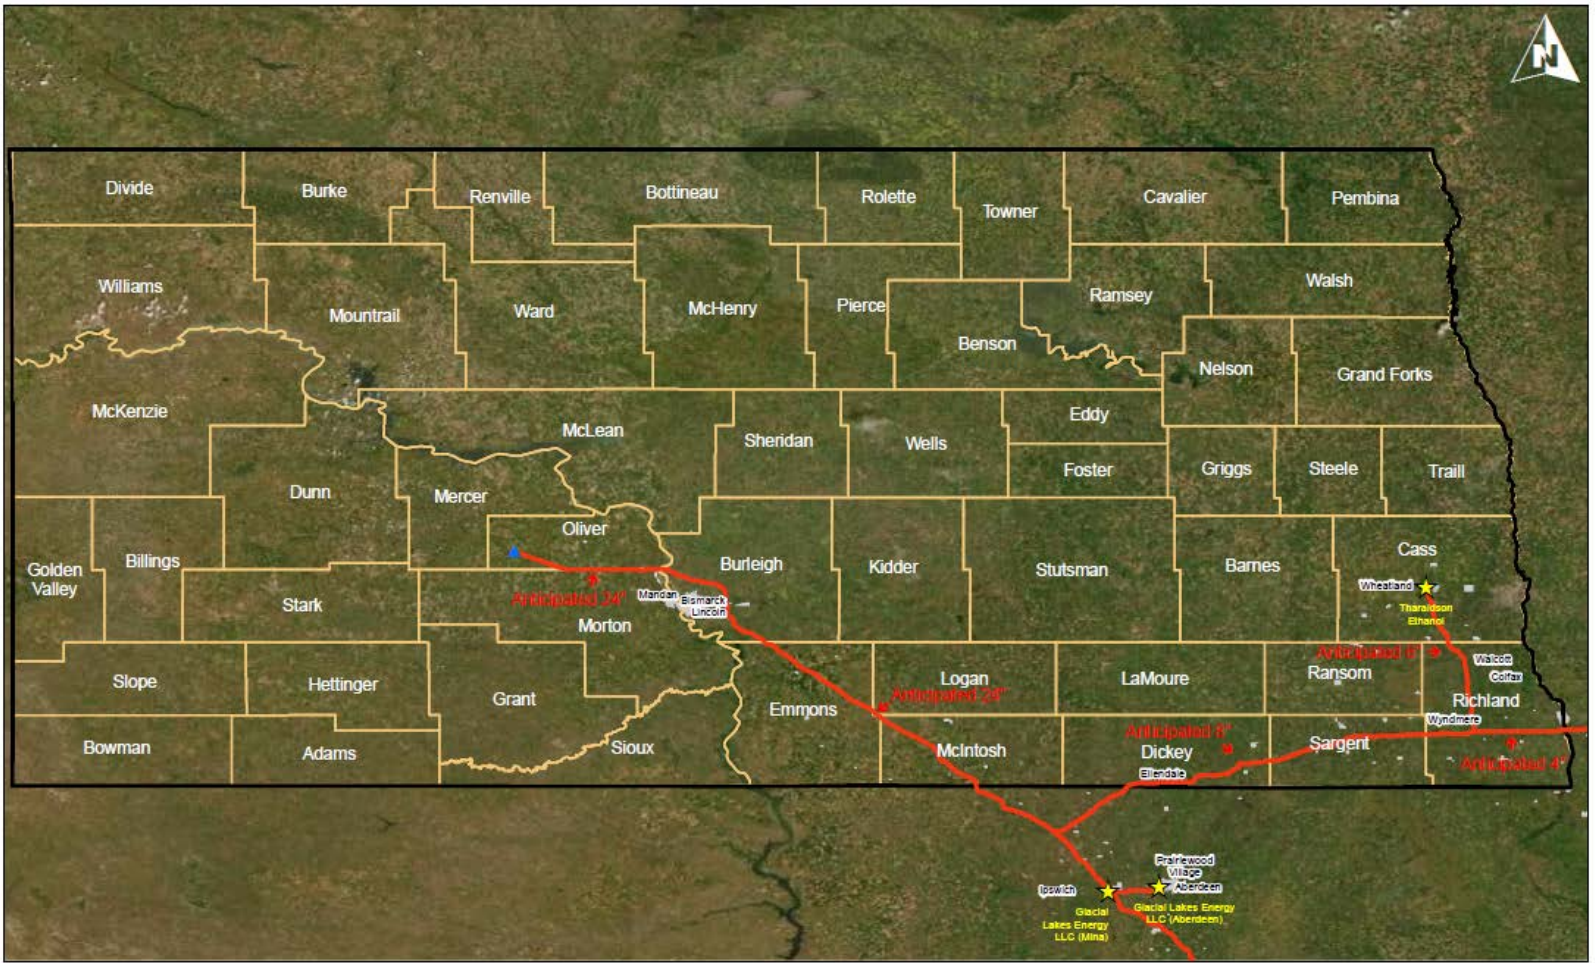 N
Divide
Burke
Renville
Bottineau
Rolette
Towner
Cavalier
Pembina
Williams
Mountrail
Ward
McHenry
Pierce
Benson
Ramsey
Walsh
Nelson
Grand Forks
McKenzie
McLean
Sheridan
Wells
Eddy
Foster
Griggs
Steele
Traill
Dunn
Mercer
Oliver
Golden
Valley
Billings
Stark
Burleigh
Kidder
Stutsman
Barnes
Cass
Wheatland
Tharaldson
Ethanol
Anticipated 24"
Mandan
Bismarck
Lincoln
Morton
Anticipated 6"
Walcott
Colfax
Slope
Hettinger
Grant
Emmons
Logan
Anticipated 24"
LaMoure
Ransom
Richland
Wyndmere
Bowman
Adams
Sioux
McIntosh
Anticipated 8"
Dickey
Ellendale
Sargent
Anticipated 4"
Prairiewood
Village
Aberdeen
Ipswich
Glacial
Lakes Energy
LLC (Mina)
Glacial Lakes Energy
LLC (Aberdeen)